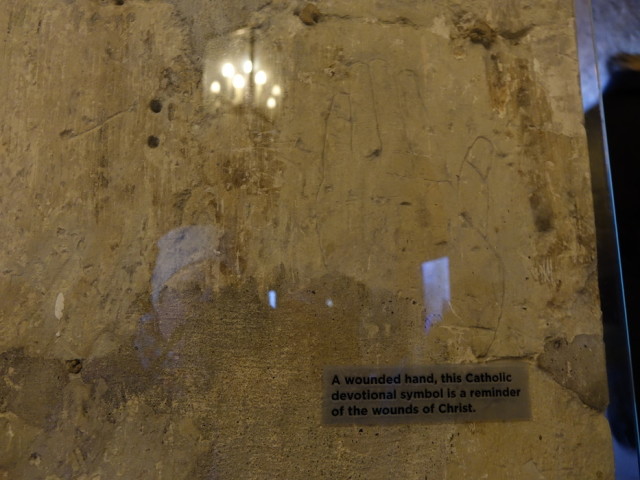 A wounded hand, this Catholic
devotional symbol is a reminder
of the wounds of Christ.